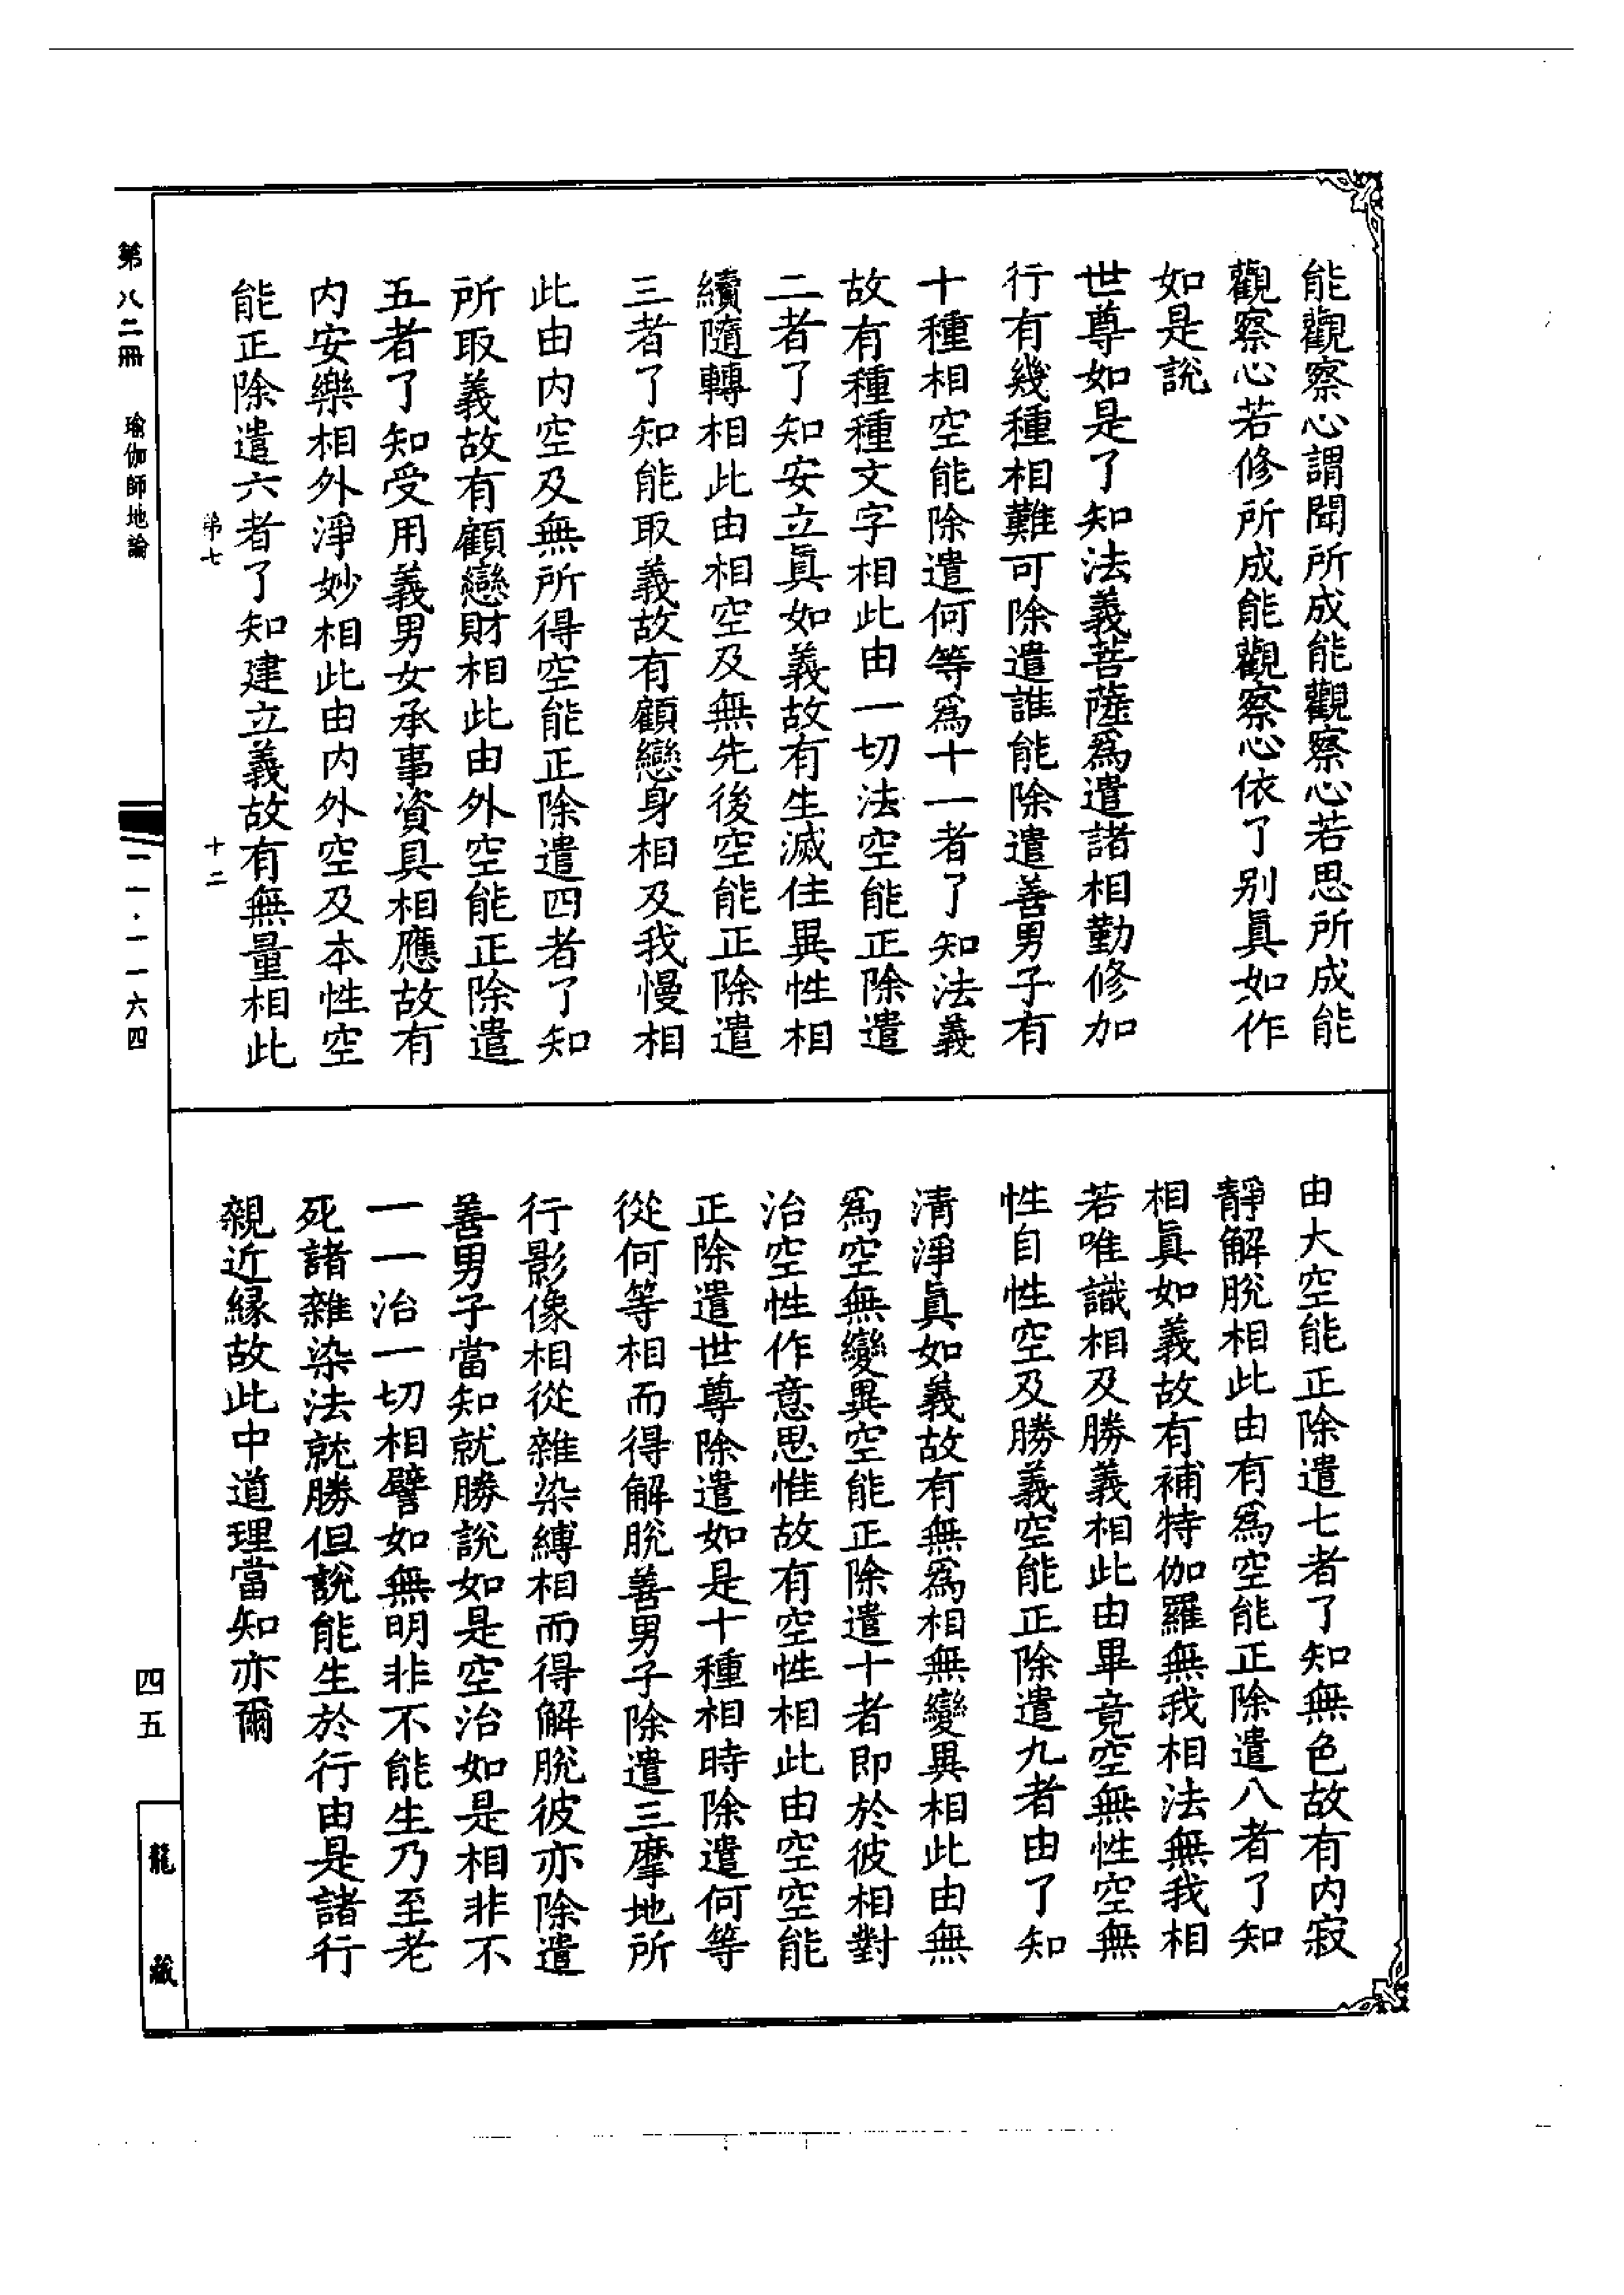 能觀察心謂聞所成能觀察心若思所成能
觀察心若修所成能觀察心依了别眞如作
如是說
世尊如是了知法義菩薩爲遣諸相勤修加
行有幾種相難可除遣誰能除遣善男子有
十種相空能除遣何等爲十一者了知法義
故有種種文字相此由一切法空能正除遣
二者了知安立眞如義故有生滅住異性相
續隨轉相此由相空及無先後空能正除遣
三者了知能取義故有顧戀身相及我慢相
此由内空及無所得空能正除遣四者了知
所取義故有顧戀財相此由外空能正除遣
五者了知受用義男女承事資具相應故有
内安樂相外淨妙相此由内外空及本性空
能正除遣六者了知建立義故有無量相此
第七 十二
由大空能正除遣七者了知無色故有内寂
靜解脫相此由有爲空能正除遣八者了知
相眞如義故有補特伽羅無我相法無我相
若唯識相及勝義相此由畢竟空無性空無
性自性空及勝義空能正除遣九者由了知
清淨眞如義故有無爲相無變異相此由無
爲空無變異空能正除遣十者即於彼相對
治空性作意思惟故有空性相此由空空能
正除遣世尊除遣如是十種相時除遣何等
從何等相而得解脫善男子除遣三摩地所
行影像相從雜染縛相而得解脫彼亦除遣
善男子當知就勝說如是空治如是相非不
一一治一切相譬如無明非不能生乃至老
死諸雜染法就勝但說能生於行由是諸行
親近縁故此中道理當知亦爾
第八二冊 瑜伽師地論 一一·一一六四 四五 龍藏